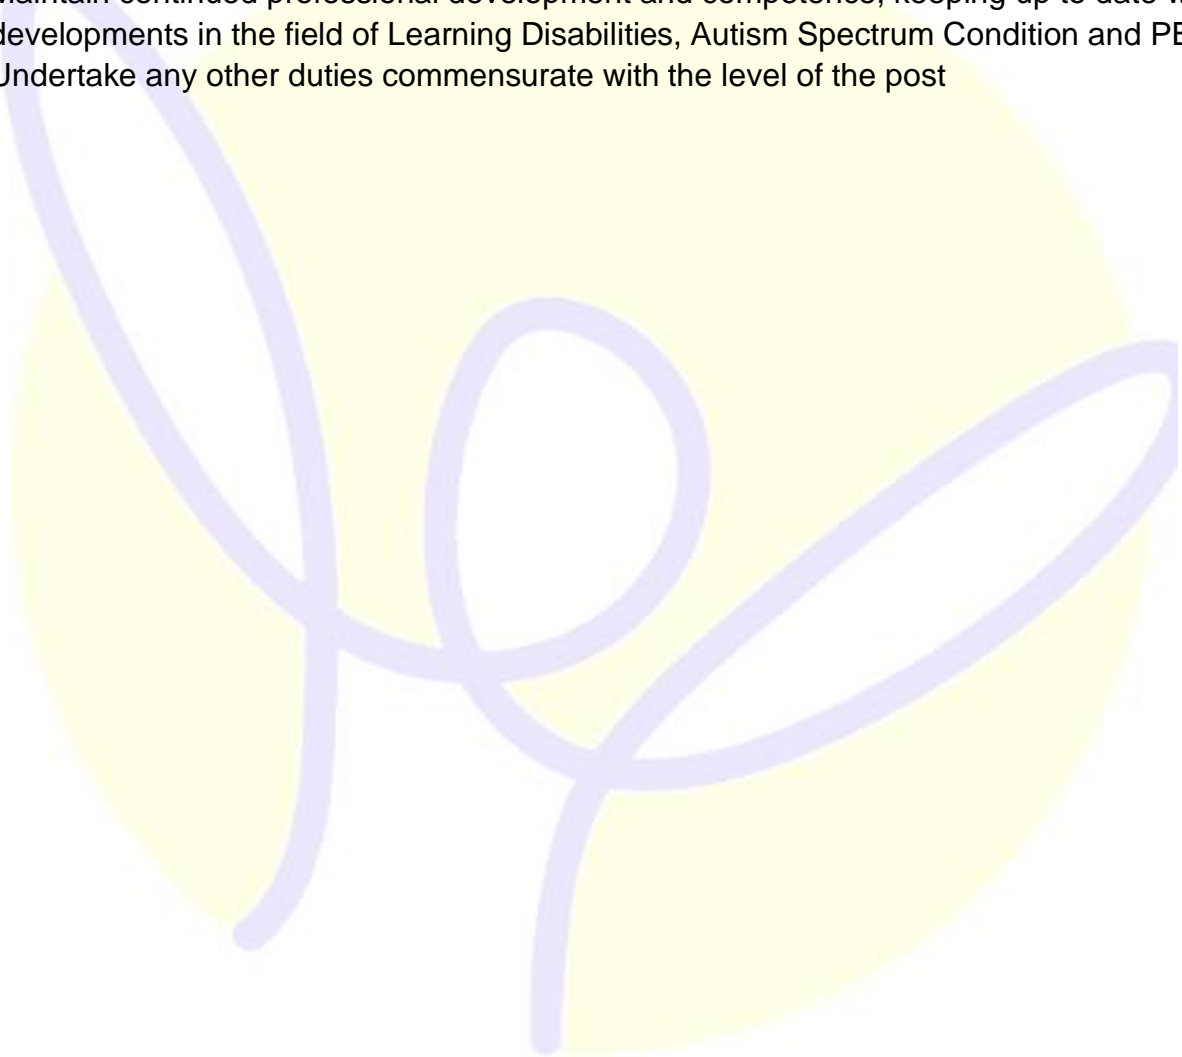 Maintain continued professional development and competence, keeping up to date
developments in the field of Learning Disabilities, Autism Spectrum Condition and
Undertake any other duties commensurate with the level of the post